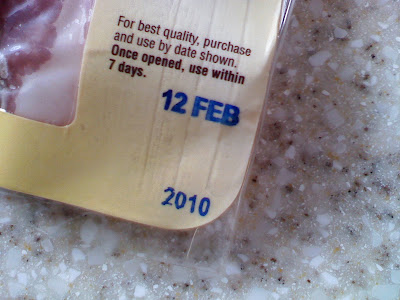 For best quality, purchase
and use by date shown.
Once opened, use within
7 days.
12 FEB
2010